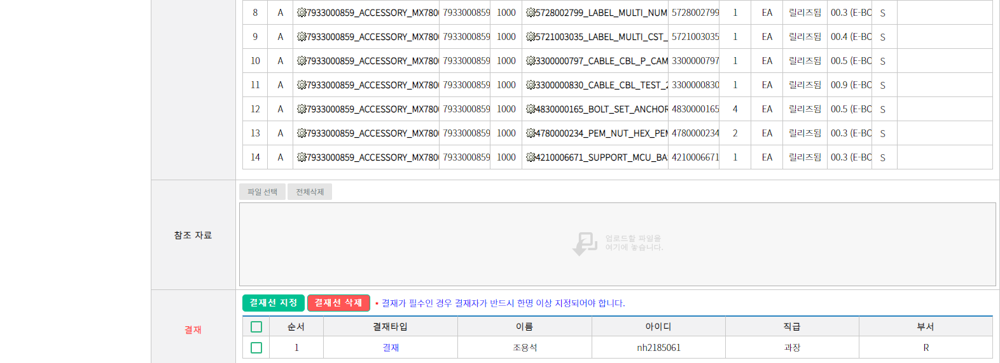 8 A 7933000859_ACCESSORY_MX780 7933000859 1000 5728002799_LABEL_MULTI_NUM 5728002799 1 EA 릴리즈됨 00.3 (E-BO S
9 A 7933000859_ACCESSORY_MX780 7933000859 1000 5721003035_LABEL_MULTI_CST_ 5721003035 1 EA 릴리즈됨 00.4 (E-BO S
10 A 7933000859_ACCESSORY_MX780 7933000859 1000 3300000797_CABLE_CBL_P_CAM 3300000797 1 EA 릴리즈됨 00.5 (E-BO S
11 A 7933000859_ACCESSORY_MX780 7933000859 1000 3300000830_CABLE_CBL_TEST_2 3300000830 1 EA 릴리즈됨 00.9 (E-BO S
12 A 7933000859_ACCESSORY_MX780 7933000859 1000 4830000165_BOLT_SET_ANCHOR 4830000165 4 EA 릴리즈됨 00.5 (E-BO S
13 A 7933000859_ACCESSORY_MX780 7933000859 1000 4780000234_PEM_NUT_HEX_PEM 4780000234 2 EA 릴리즈됨 00.3 (E-BO S
14 A 7933000859_ACCESSORY_MX780 7933000859 1000 4210006671_SUPPORT_MCU_BA 4210006671 1 EA 릴리즈됨 00.3 (E-BO S
파일 선택 전체삭제
참조 자료
업로드할 파일을
여기에 놓습니다.
결재선 지정 결재선 삭제 * 결재가 필수인 경우 결재자가 반드시 한명 이상 지정되어야 합니다.
결재
순서 결재타입 이름 아이디 직급 부서
1 결재 조용석 nh2185061 과장 R